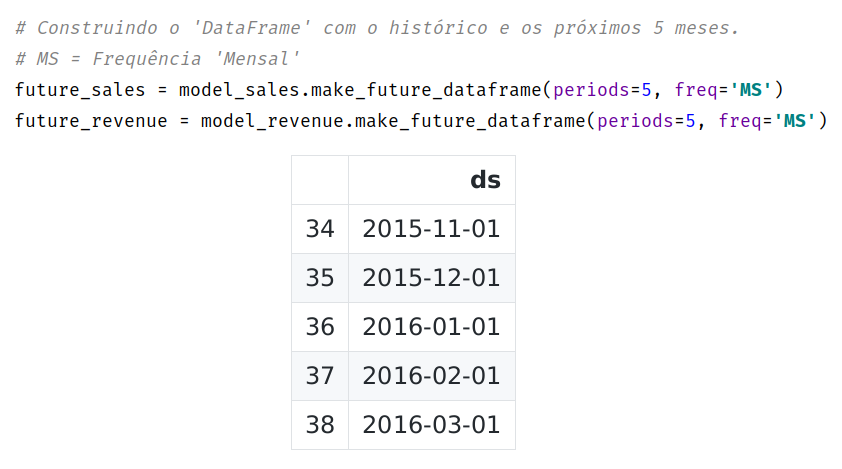 # Construindo o 'DataFrame' com o histórico e os próximos 5 meses.
# MS = Frequência 'Mensal'
future_sales = model_sales.make_future_dataframe(periods=5, freq='MS')
future_revenue = model_revenue.make_future_dataframe(periods=5, freq='MS')
ds
34 2015-11-01
35 2015-12-01
36 2016-01-01
37 2016-02-01
38 2016-03-01